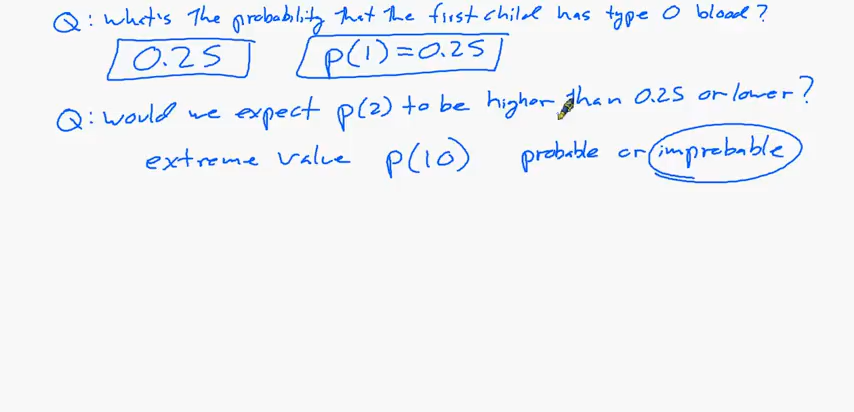 Q: What's the probability that the first child has type O blood?
0.25 p(1)=0.25
Q: would we expect p(2) to be higher than 0.25 or lower?
extreme value p(10) probable or improbable